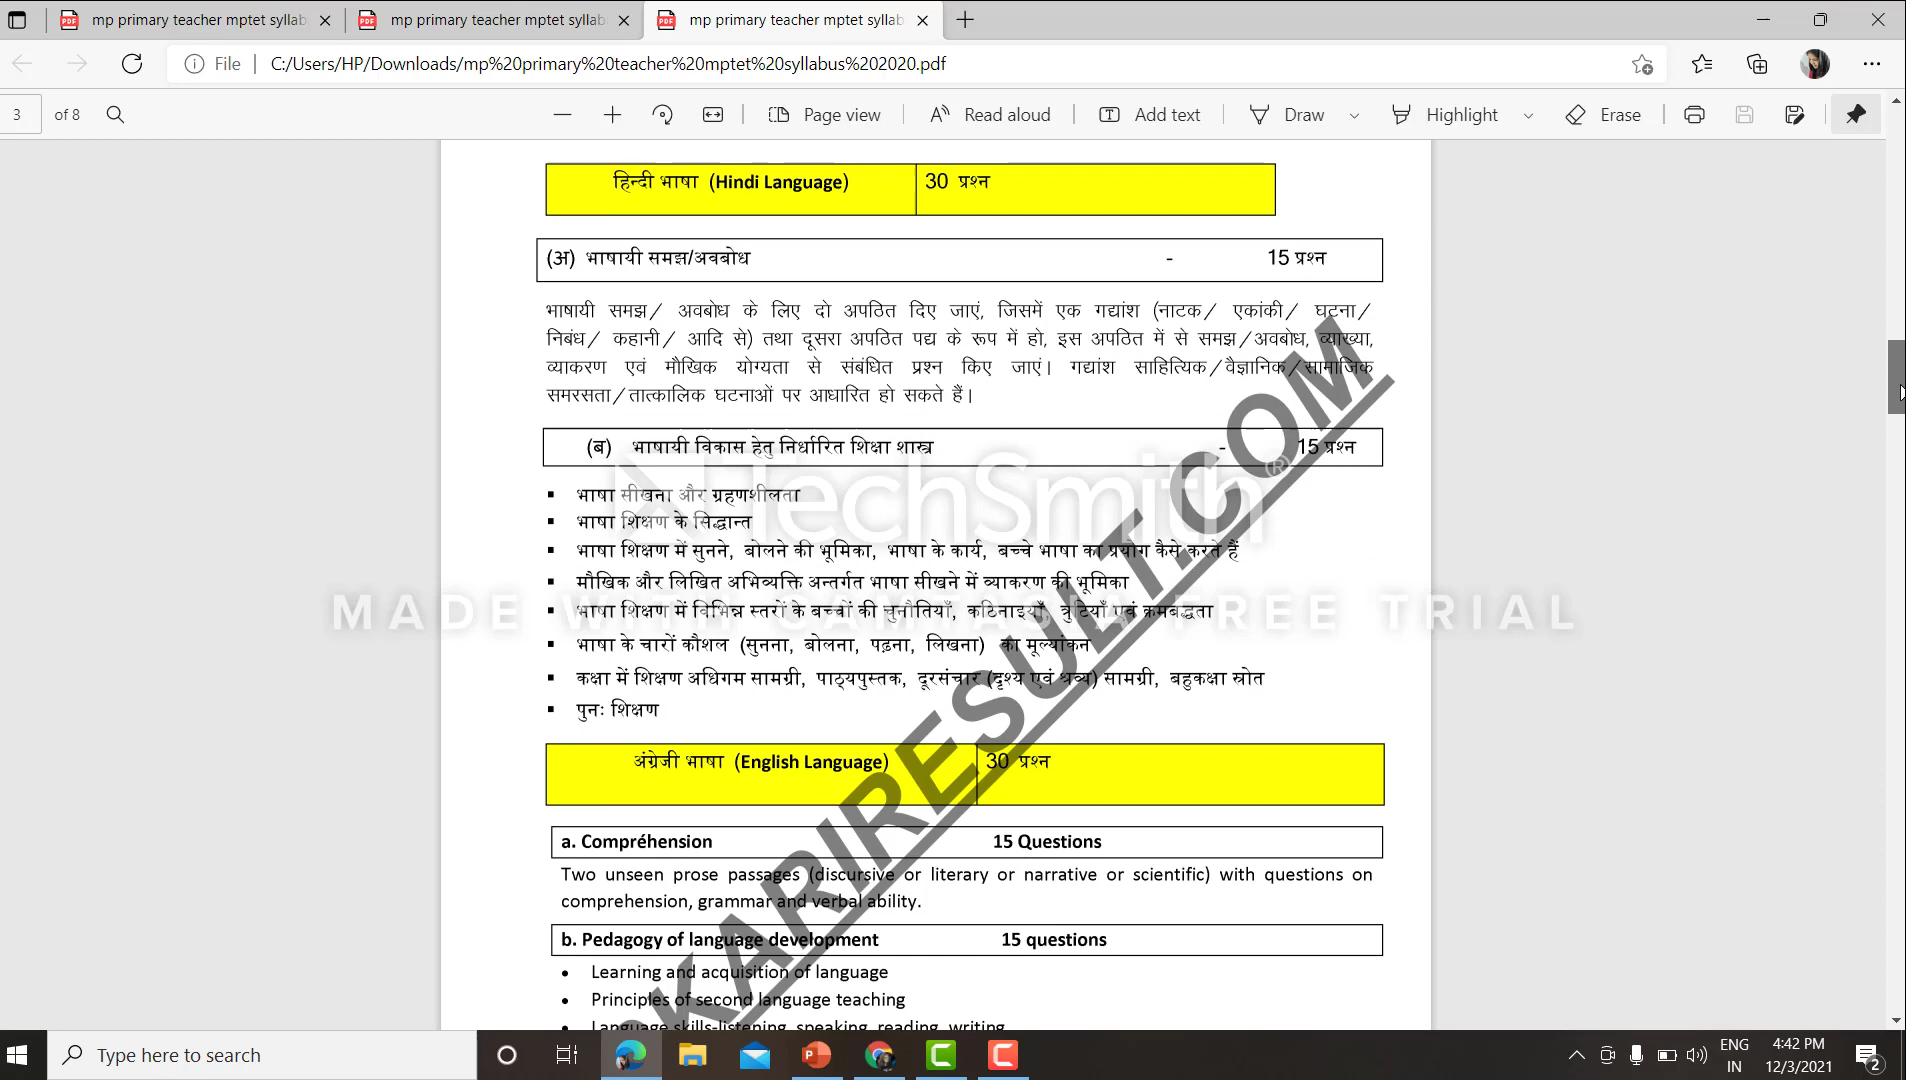 mp primary teacher mptet syllab
mp primary teacher mptet syllab
mp primary teacher mptet syllab
File
C:/Users/HP/Downloads/mp%20primary%20teacher%20mptet%20syllabus%202020.pdf
3 of 8
Page view
Read aloud
Add text
Draw
Highlight
Erase
हिन्दी भाषा (Hindi Language) 30 प्रश्न
(अ) भाषायी समझ/अवबोध - 15 प्रश्न
भाषायी समझ/ अवबोध के लिए दो अपठित दिए जाएं, जिसमें एक गद्यांश (नाटक/ एकांकी/ घटना/
निबंध/ कहानी/ आदि से) तथा दूसरा अपठित पद्य के रूप में हो, इस अपठित में से समझ/अवबोध, व्याख्या,
व्याकरण एवं मौखिक योग्यता से संबंधित प्रश्न किए जाएं। गद्यांश साहित्यिक/वैज्ञानिक/सामाजिक
समरसता/तात्कालिक घटनाओं पर आधारित हो सकते हैं।
(ब) भाषायी विकास हेतु निर्धारित शिक्षा शास्त्र - 15 प्रश्न
TechSmith®
▪ भाषा सीखना और ग्रहणशीलता
▪ भाषा शिक्षण के सिद्धान्त
▪ भाषा शिक्षण में सुनने, बोलने की भूमिका, भाषा के कार्य, बच्चे भाषा का प्रयोग कैसे करते हैं
▪ मौखिक और लिखित अभिव्यक्ति अन्तर्गत भाषा सीखने में व्याकरण की भूमिका
▪ भाषा शिक्षण में विभिन्न स्तरों के बच्चों की चुनौतियाँ, कठिनाइयाँ, त्रुटियाँ एवं क्रमबद्धता
MADE WITH CAMTASIA FREE TRIAL
▪ भाषा के चारों कौशल (सुनना, बोलना, पढ़ना, लिखना) का मूल्यांकन
▪ कक्षा में शिक्षण अधिगम सामग्री, पाठ्यपुस्तक, दूरसंचार (दृश्य एवं श्रव्य) सामग्री, बहुकक्षा स्रोत
▪ पुनः शिक्षण
KARIRESULT.COM
अंग्रेजी भाषा (English Language) 30 प्रश्न
a. Compréhension 15 Questions
Two unseen prose passages (discursive or literary or narrative or scientific) with questions on
comprehension, grammar and verbal ability.
b. Pedagogy of language development 15 questions
• Learning and acquisition of language
• Principles of second language teaching
• Language skills-listening, speaking, reading, writing
Type here to search
ENG
IN
4:42 PM
12/3/2021
2